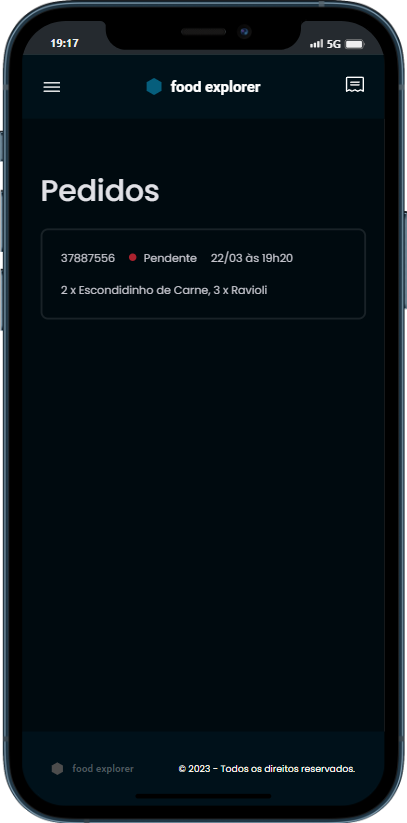 19:17 5G
food explorer
Pedidos
37887556 Pendente 22/03 às 19h20
2 x Escondidinho de Carne, 3 x Ravioli
food explorer © 2023 - Todos os direitos reservados.